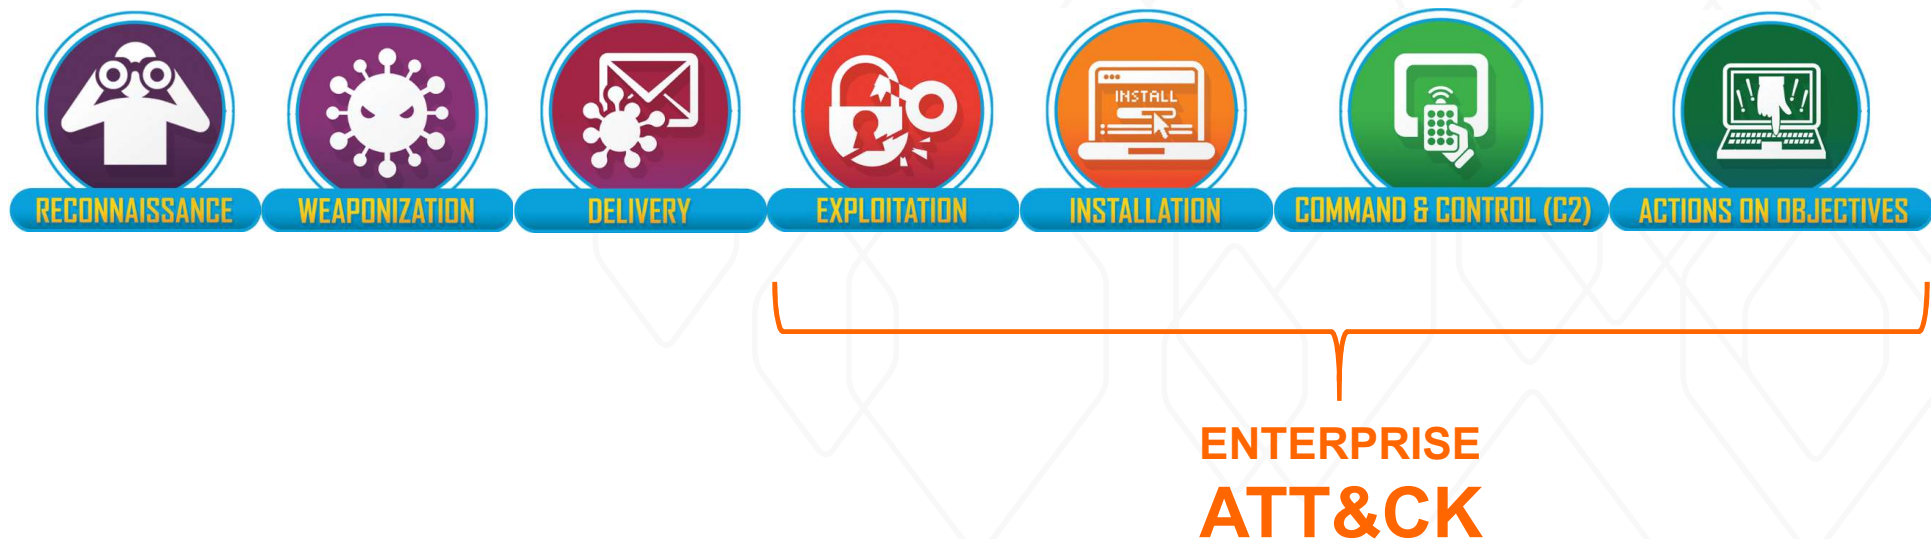 INSTALL
RECONNAISSANCE
WEAPONIZATION
DELIVERY
EXPLOITATION
INSTALLATION
COMMAND & CONTROL (C2)
ACTIONS ON OBJECTIVES
ENTERPRISE
ATT&CK